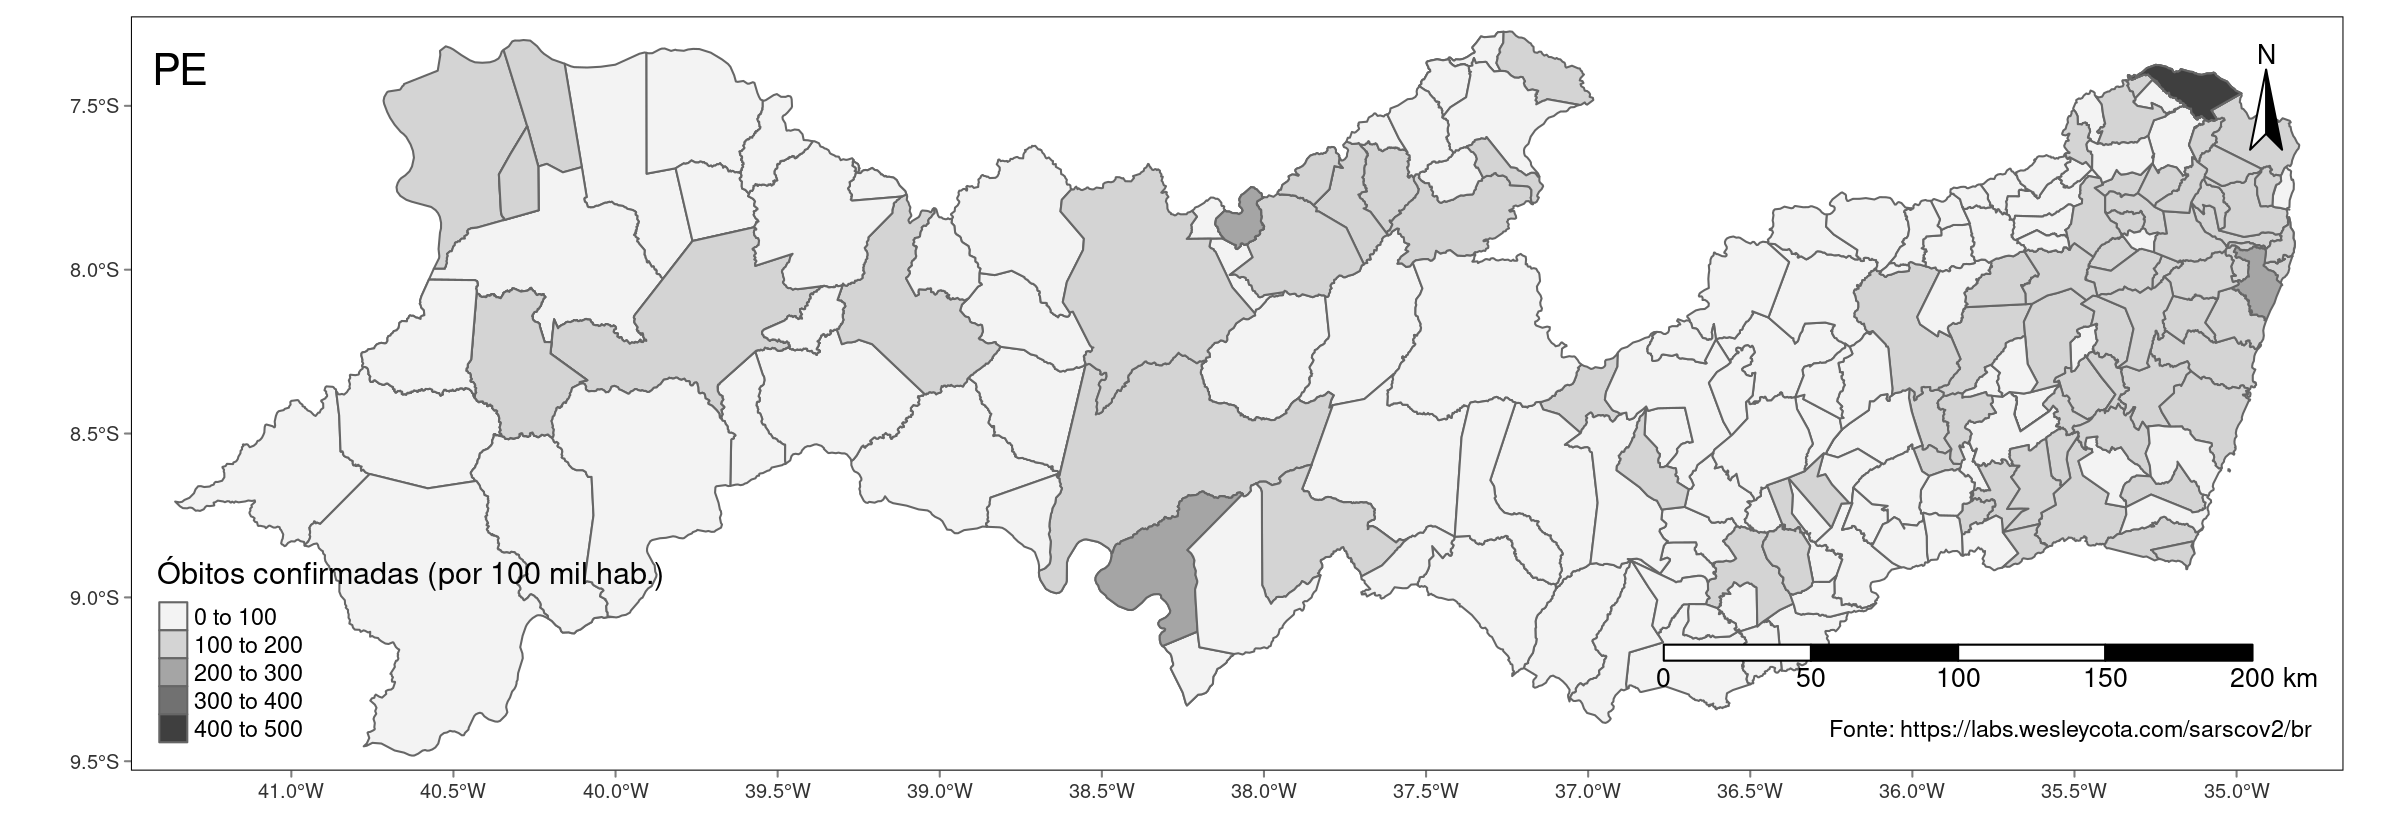 PE
N
7.5°S
8.0°S
8.5°S
9.0°S
9.5°S
Óbitos confirmadas (por 100 mil hab.)
0 to 100
100 to 200
200 to 300
300 to 400
400 to 500
0 50 100 150 200 km
Fonte: https://labs.wesleycota.com/sarscov2/br
41.0°W 40.5°W 40.0°W 39.5°W 39.0°W 38.5°W 38.0°W 37.5°W 37.0°W 36.5°W 36.0°W 35.5°W 35.0°W